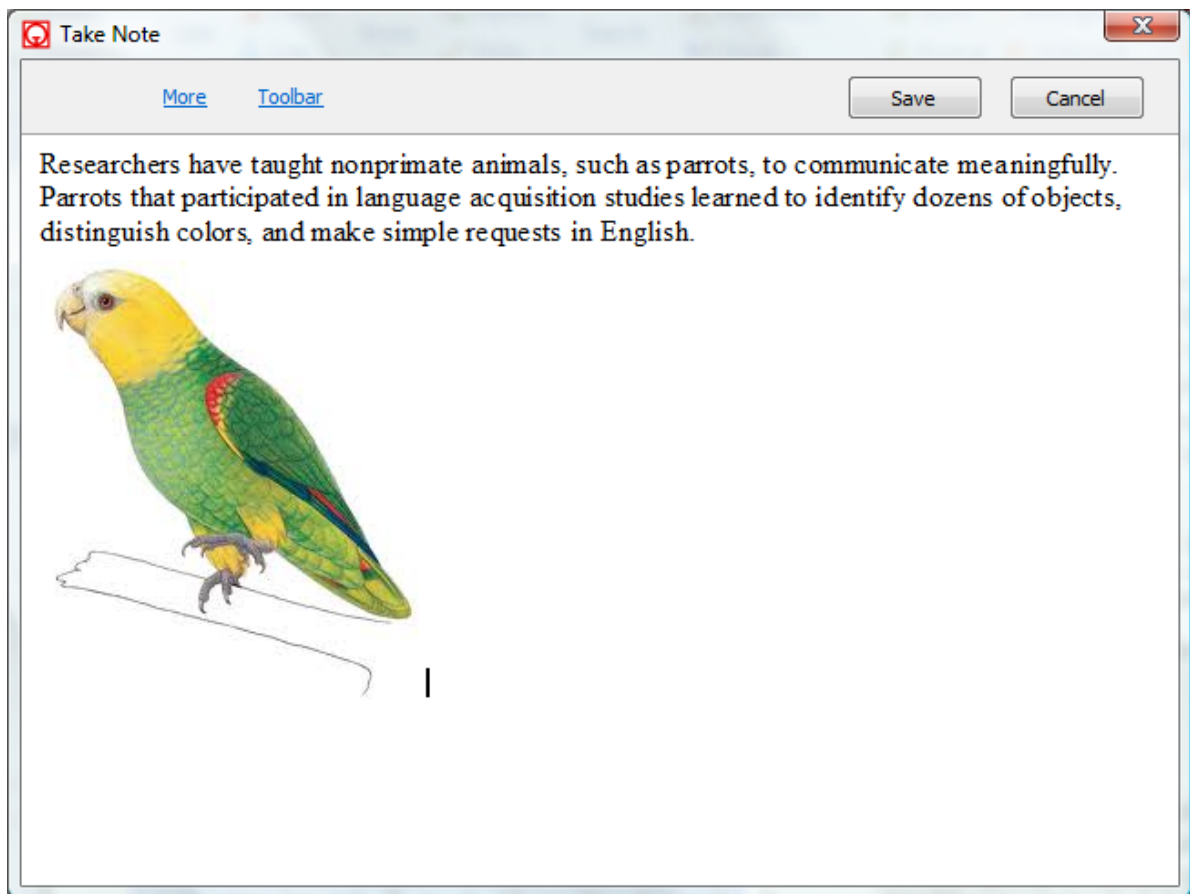 Take Note
More Toolbar Save Cancel
Researchers have taught nonprimate animals, such as parrots, to communicate meaningfully.
Parrots that participated in language acquisition studies learned to identify dozens of objects,
distinguish colors, and make simple requests in English.